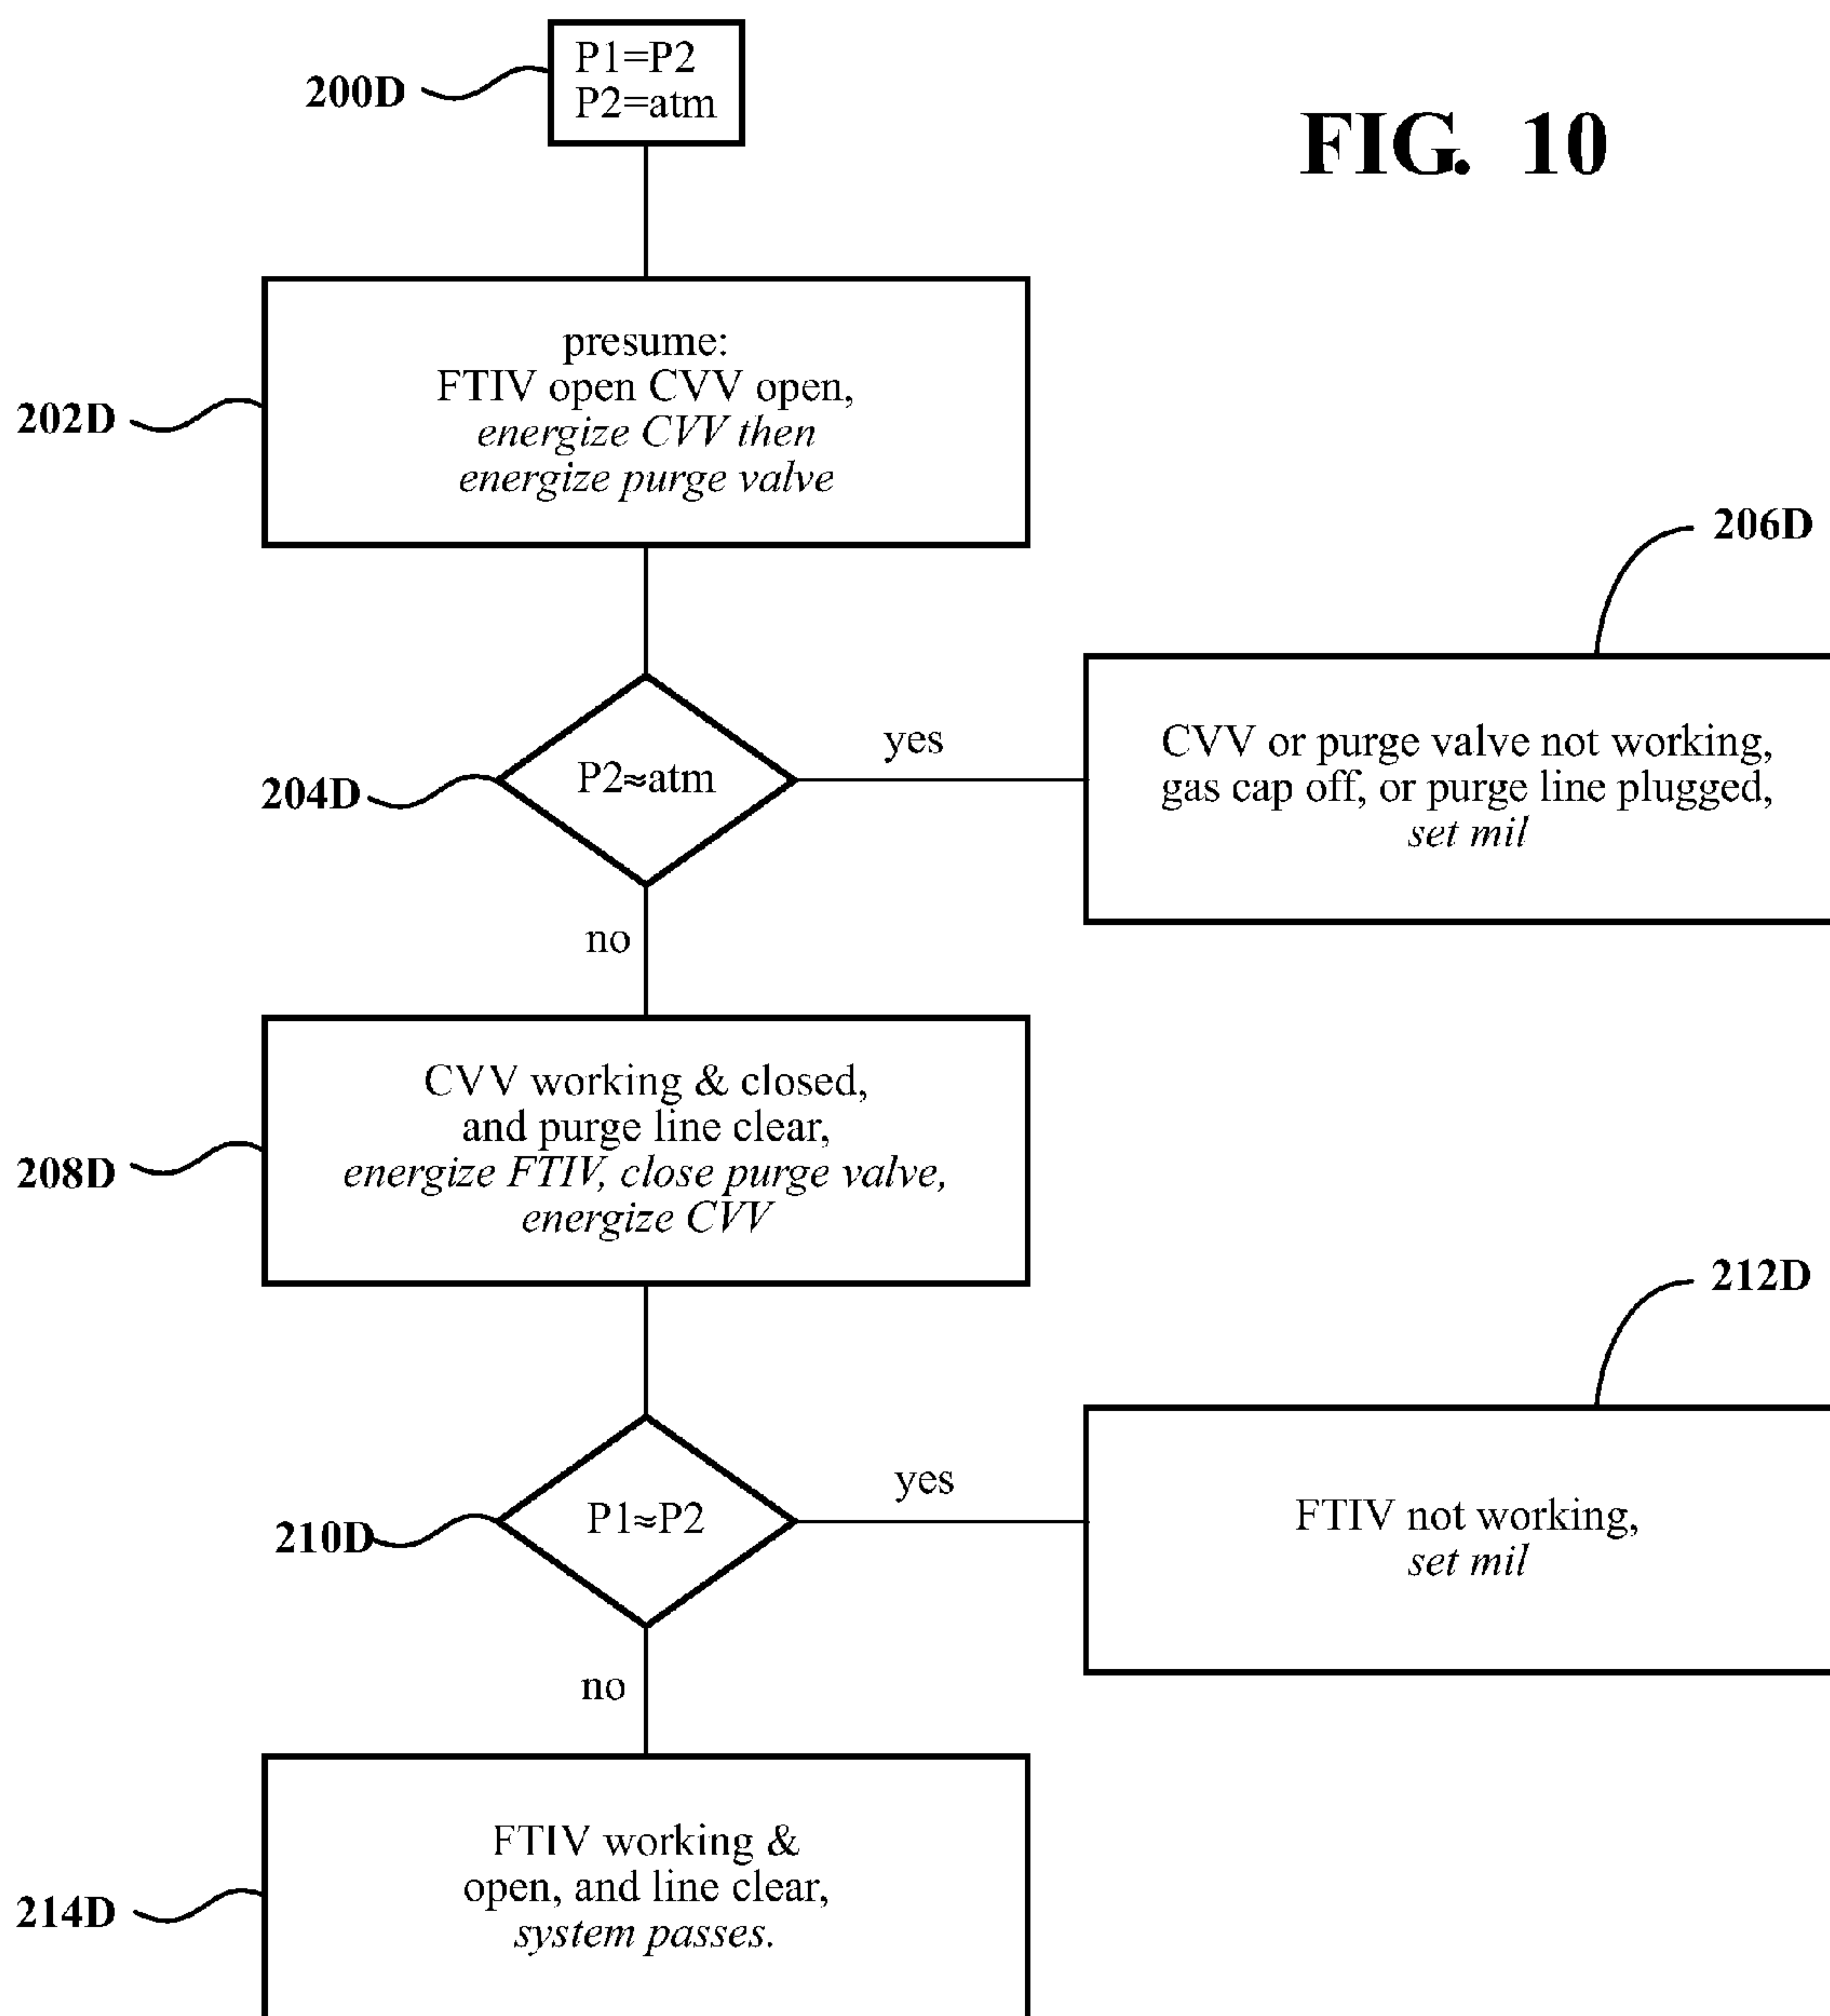 FIG. 10
200D
P1=P2
P2=atm
202D
presume:
FTIV open CVV open,
energize CVV then
energize purge valve
204D
P2≈atm
yes
206D
CVV or purge valve not working,
gas cap off, or purge line plugged,
set mil
no
208D
CVV working & closed,
and purge line clear,
energize FTIV, close purge valve,
energize CVV
210D
P1≈P2
yes
212D
FTIV not working,
set mil
no
214D
FTIV working &
open, and line clear,
system passes.